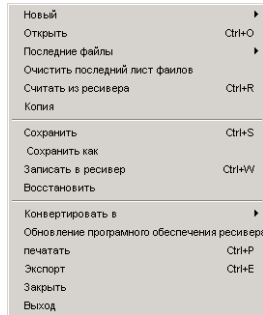 Новый
Открыть Ctrl+O
Последние файлы
Очистить последний лист фаилов
Считать из ресивера Ctrl+R
Копия
Сохранить Ctrl+S
Сохранить как
Записать в ресивер Ctrl+W
Восстановить
Конвертировать в
Обновление програмного обеспечения ресивера
печатать Ctrl+P
Экспорт Ctrl+E
Закрыть
Выход